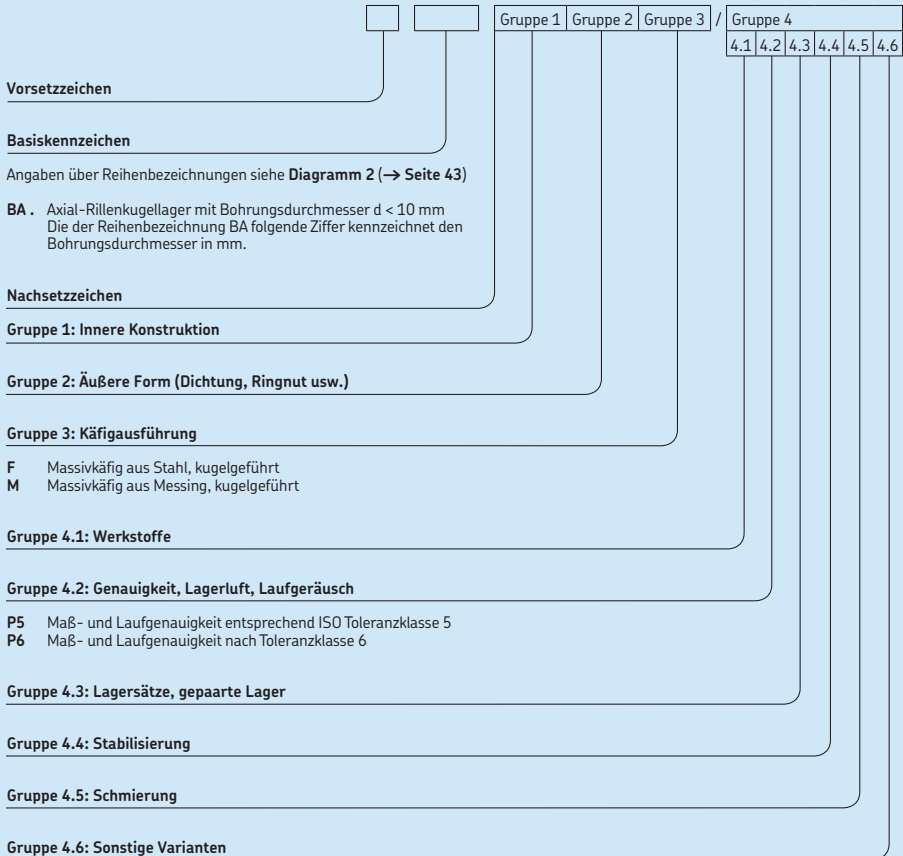 Gruppe 1 Gruppe 2 Gruppe 3 / Gruppe 4
4.1 4.2 4.3 4.4 4.5 4.6
Vorsetzzeichen
Basiskennzeichen
Angaben über Reihenbezeichnungen siehe Diagramm 2 (→ Seite 43)
BA . Axial-Rillenkugellager mit Bohrungsdurchmesser d < 10 mm
Die der Reihenbezeichnung BA folgende Ziffer kennzeichnet den
Bohrungsdurchmesser in mm.
Nachsetzzeichen
Gruppe 1: Innere Konstruktion
Gruppe 2: Äußere Form (Dichtung, Ringnut usw.)
Gruppe 3: Käfigausführung
F Massivkäfig aus Stahl, kugelgeführt
M Massivkäfig aus Messing, kugelgeführt
Gruppe 4.1: Werkstoffe
Gruppe 4.2: Genauigkeit, Lagerluft, Laufgeräusch
P5 Maß- und Laufgenauigkeit entsprechend ISO Toleranzklasse 5
P6 Maß- und Laufgenauigkeit nach Toleranzklasse 6
Gruppe 4.3: Lagersätze, gepaarte Lager
Gruppe 4.4: Stabilisierung
Gruppe 4.5: Schmierung
Gruppe 4.6: Sonstige Varianten